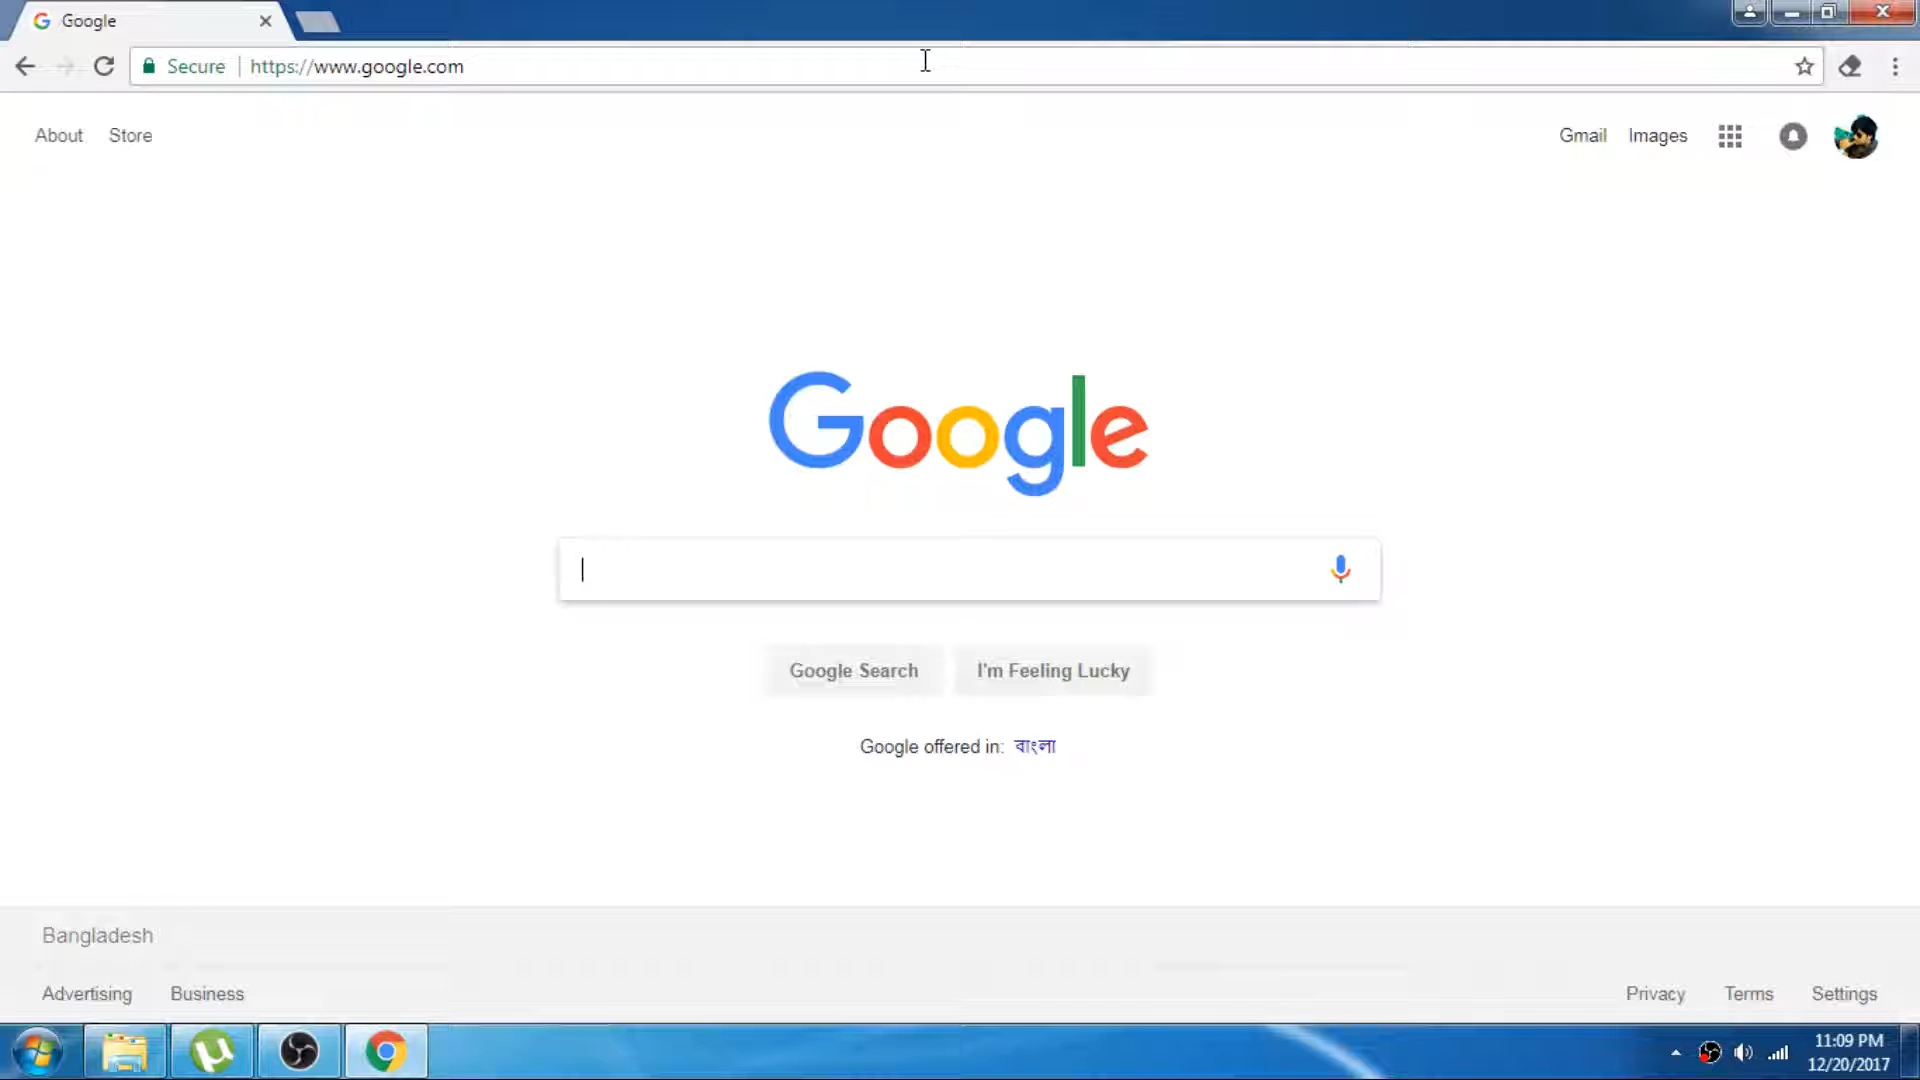 Google
Secure https://www.google.com
About Store Gmail Images
Google
Google Search I'm Feeling Lucky
Google offered in: বাংলা
Bangladesh
Advertising Business Privacy Terms Settings
11:09 PM
12/20/2017